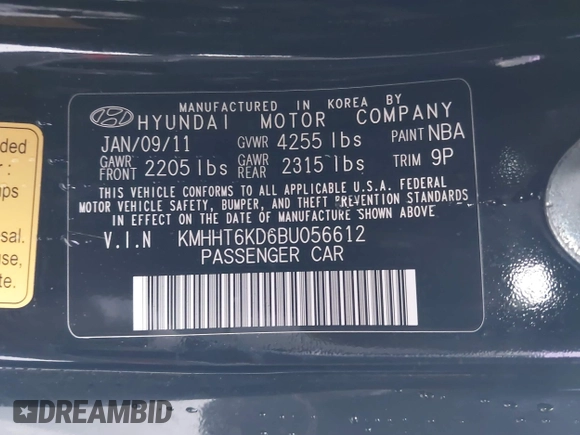 MANUFACTURED IN KOREA BY
HYUNDAI MOTOR COMPANY
JAN/09/11 GVWR 4255 lbs PAINT NBA
GAWR FRONT 2205 lbs GAWR REAR 2315 lbs TRIM 9P
THIS VEHICLE CONFORMS TO ALL APPLICABLE U.S.A. FEDERAL
MOTOR VEHICLE SAFETY, BUMPER, AND THEFT PREVENTION STANDARDS
IN EFFECT ON THE DATE OF MANUFACTURE SHOWN ABOVE.
V.I.N KMHHT6KD6BU056612
PASSENGER CAR
DREAMBID